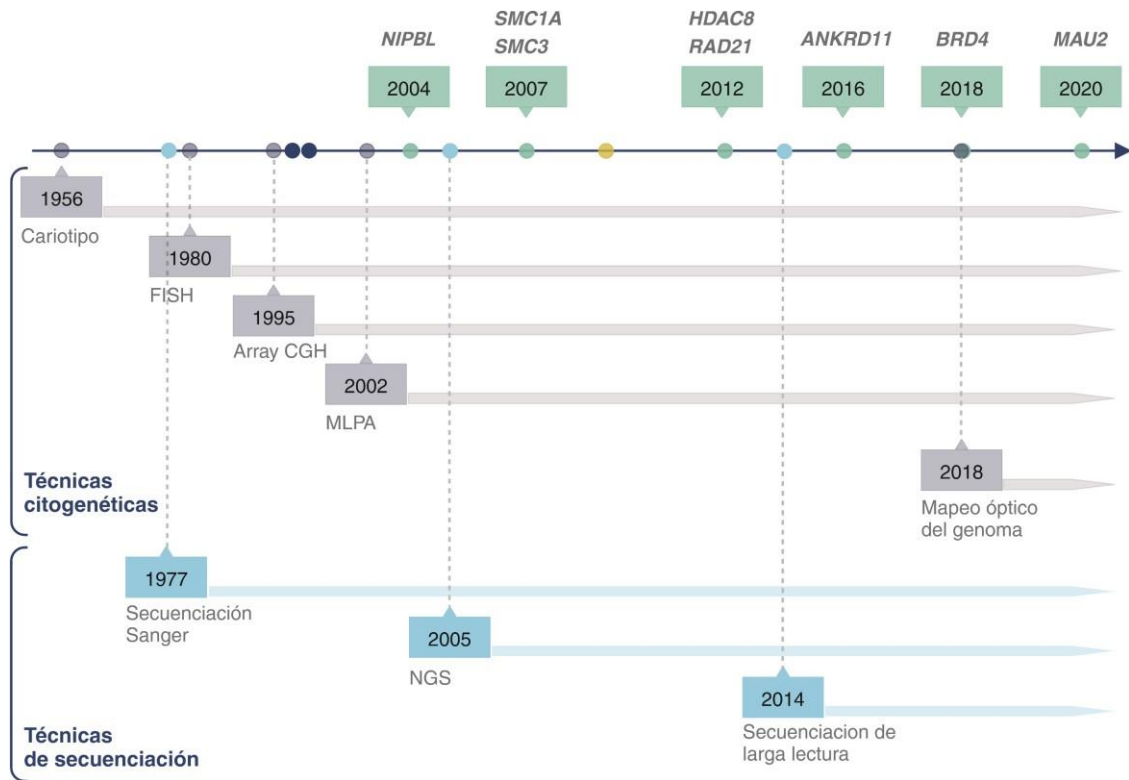 NIPBL
SMC1A
SMC3
HDAC8
RAD21
ANKRD11
BRD4
MAU2
2004
2007
2012
2016
2018
2020
1956
Cariotipo
1980
FISH
1995
Array CGH
2002
MLPA
2018
Mapeo óptico
del genoma
Técnicas
citogenéticas
1977
Secuenciación
Sanger
2005
NGS
2014
Secuenciacion de
larga lectura
Técnicas
de secuenciación